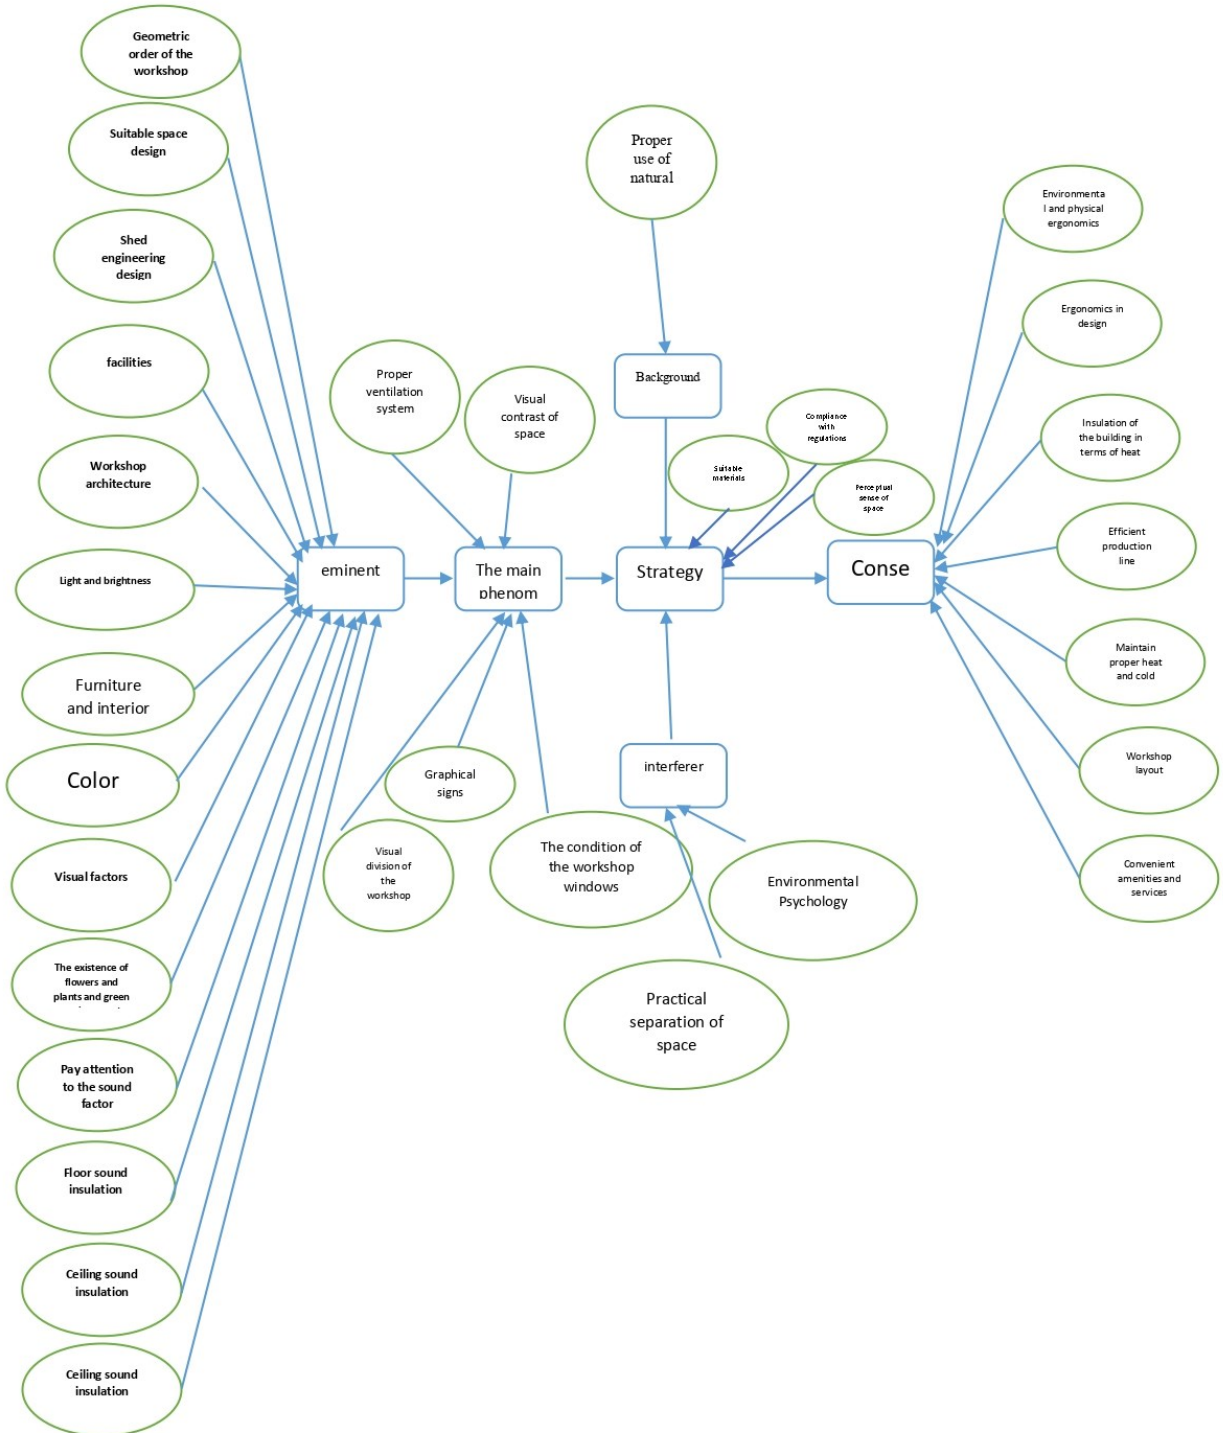 Geometric
order of the
workshop
Suitable space
design
Shed
engineering
design
facilities
Workshop
architecture
Light and brightness
Furniture
and interior
Color
Visual factors
The existence of
flowers and
plants and green
Pay attention
to the sound
factor
Floor sound
insulation
Ceiling sound
insulation
Ceiling sound
insulation
eminent
Proper
ventilation
system
Visual
contrast of
space
The main
phenom
Graphical
signs
Visual
division of
the
workshop
The condition of
the workshop
windows
Proper
use of
natural
Background
Suitable
materials
Compliance
with
regulations
Perceptual
sense of
space
Strategy
interferer
Environmental
Psychology
Practical
separation of
space
Conse
Environmenta
l and physical
ergonomics
Ergonomics in
design
Insulation of
the building in
terms of heat
Efficient
production
line
Maintain
proper heat
and cold
Workshop
layout
Convenient
amenities and
services